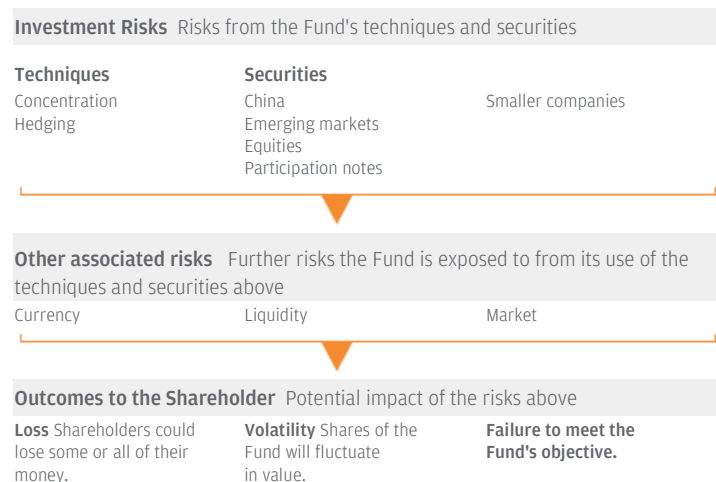 Investment Risks Risks from the Fund's techniques and securities
Techniques
Concentration
Hedging
Securities
China
Emerging markets
Equities
Participation notes
Smaller companies
Other associated risks Further risks the Fund is exposed to from its use of the
techniques and securities above
Currency
Liquidity
Market
Outcomes to the Shareholder Potential impact of the risks above
Loss Shareholders could
lose some or all of their
money.
Volatility Shares of the
Fund will fluctuate
in value.
Failure to meet the
Fund's objective.